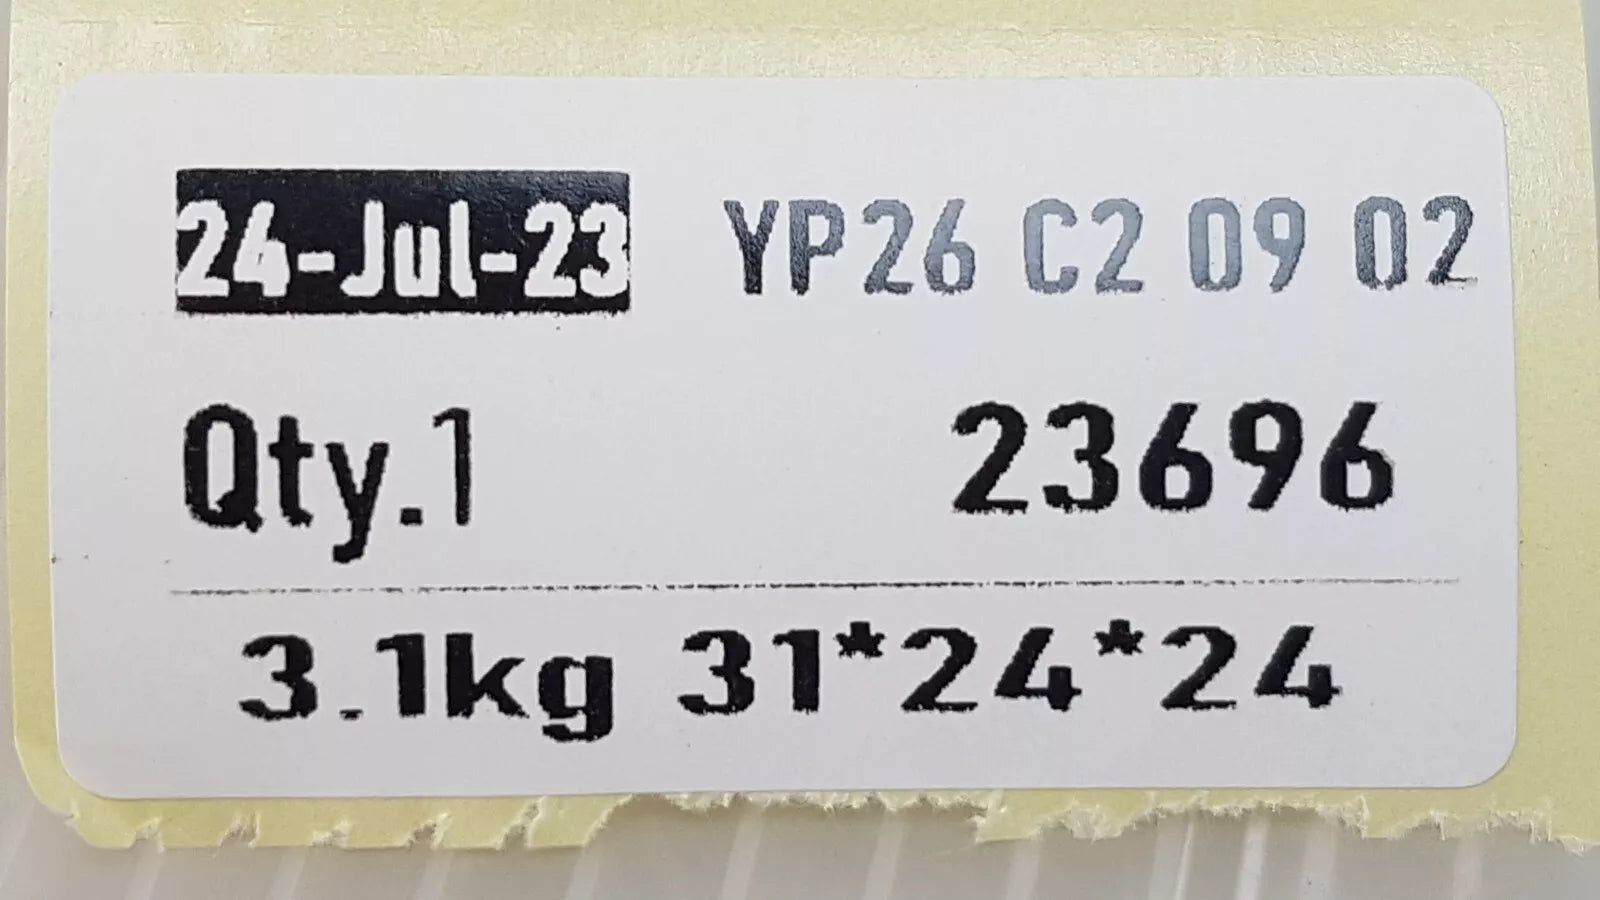 24-Jul-23 YP26 C2 09 02
Qty.1 23696
3.1kg 31*24*24